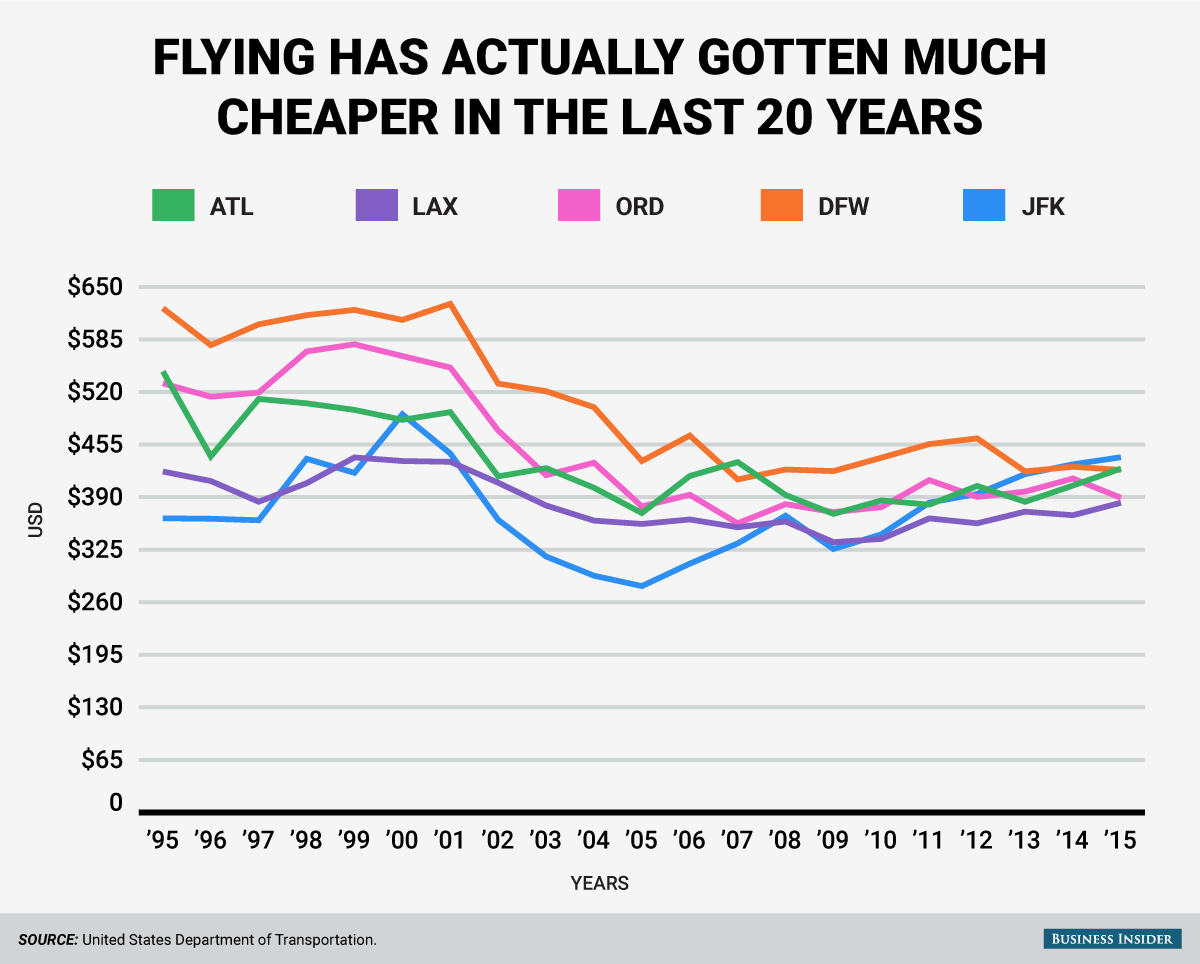 FLYING HAS ACTUALLY GOTTEN MUCH
CHEAPER IN THE LAST 20 YEARS
ATL LAX ORD DFW JFK
$650
$585
$520
$455
$390
$325
$260
$195
$130
$65
0
USD
’95 ’96 ’97 ’98 ’99 ’00 ’01 ’02 ’03 ’04 ’05 ’06 ’07 ’08 ’09 ’10 ’11 ’12 ’13 ’14 ’15
YEARS
SOURCE: United States Department of Transportation.
BUSINESS INSIDER